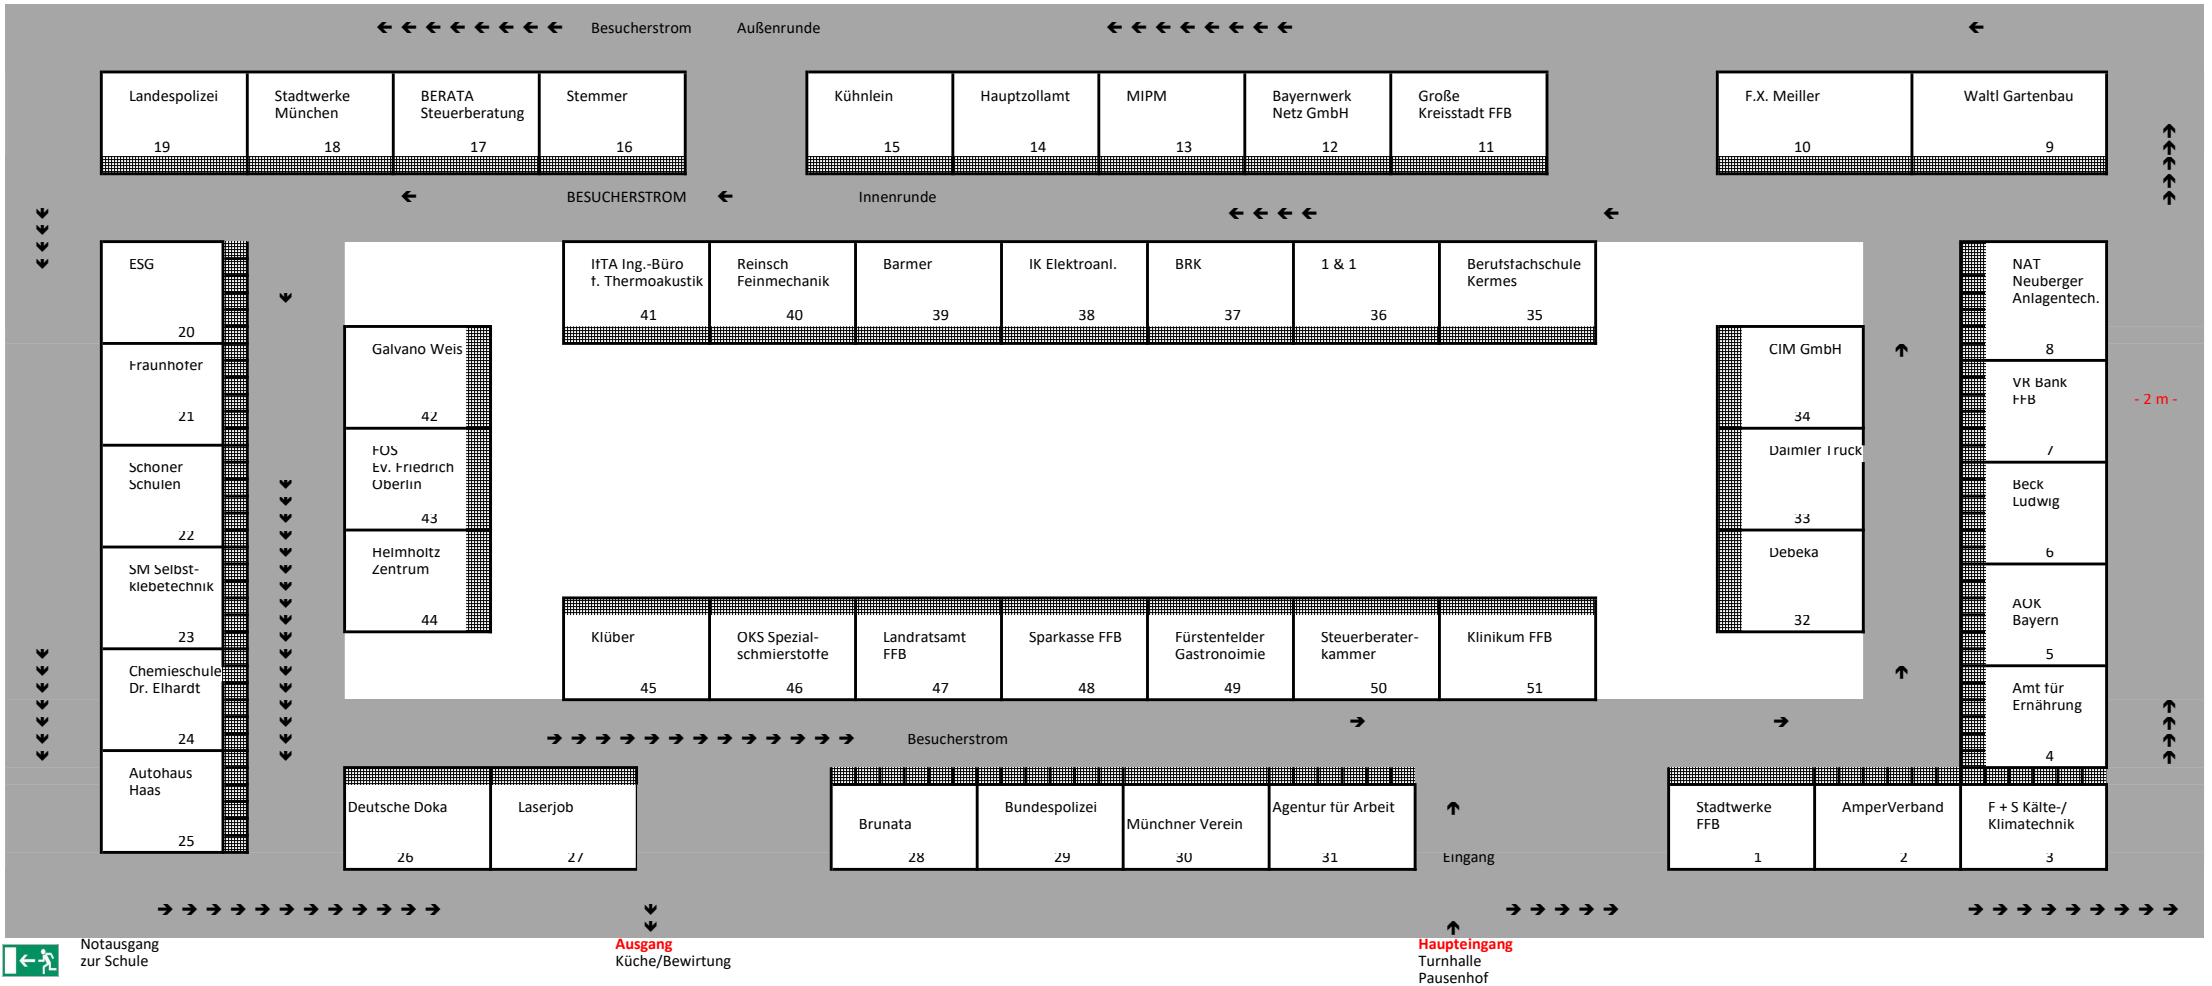 Besucherstrom Außenrunde
Landespolizei
19
Stadtwerke
München
18
BERATA
Steuerberatung
17
Stemmer
16
Kühnlein
15
Hauptzollamt
14
MIPM
13
Bayernwerk
Netz GmbH
12
Große
Kreisstadt FFB
11
F.X. Meiller
10
Waltl Gartenbau
9
BESUCHERSTROM Innenrunde
ESG
20
Fraunhofer
21
Schöner
Schulen
22
SM Selbst-
klebetechnik
23
Chemieschule
Dr. Elhardt
24
Autohaus
Haas
25
Galvano Weis
42
FOS
Ev. Friedrich
Oberlin
43
Helmholtz
Zentrum
44
IfTA Ing.-Büro
f. Thermoakustik
41
Reinsch
Feinmechanik
40
Barmer
39
IK Elektroanl.
38
BRK
37
1 & 1
36
Berufsfachschule
Kermes
35
CIM GmbH
34
Daimler Truck
33
Debeka
32
NAT
Neuberger
Anlagentech.
8
VR Bank
FFB
7
- 2 m -
Beck
Ludwig
6
AOK
Bayern
5
Amt für
Ernährung
4
Klüber
45
OKS Spezial-
schmierstoffe
46
Landratsamt
FFB
47
Sparkasse FFB
48
Fürstenfelder
Gastronoimie
49
Steuerberater-
kammer
50
Klinikum FFB
51
Besucherstrom
Deutsche Doka
26
Laserjob
27
Brunata
28
Bundespolizei
29
Münchner Verein
30
Agentur für Arbeit
31
Eingang
Stadtwerke
FFB
1
AmperVerband
2
F + S Kälte-/
Klimatechnik
3
Notausgang
zur Schule
Ausgang
Küche/Bewirtung
Haupteingang
Turnhalle
Pausenhof